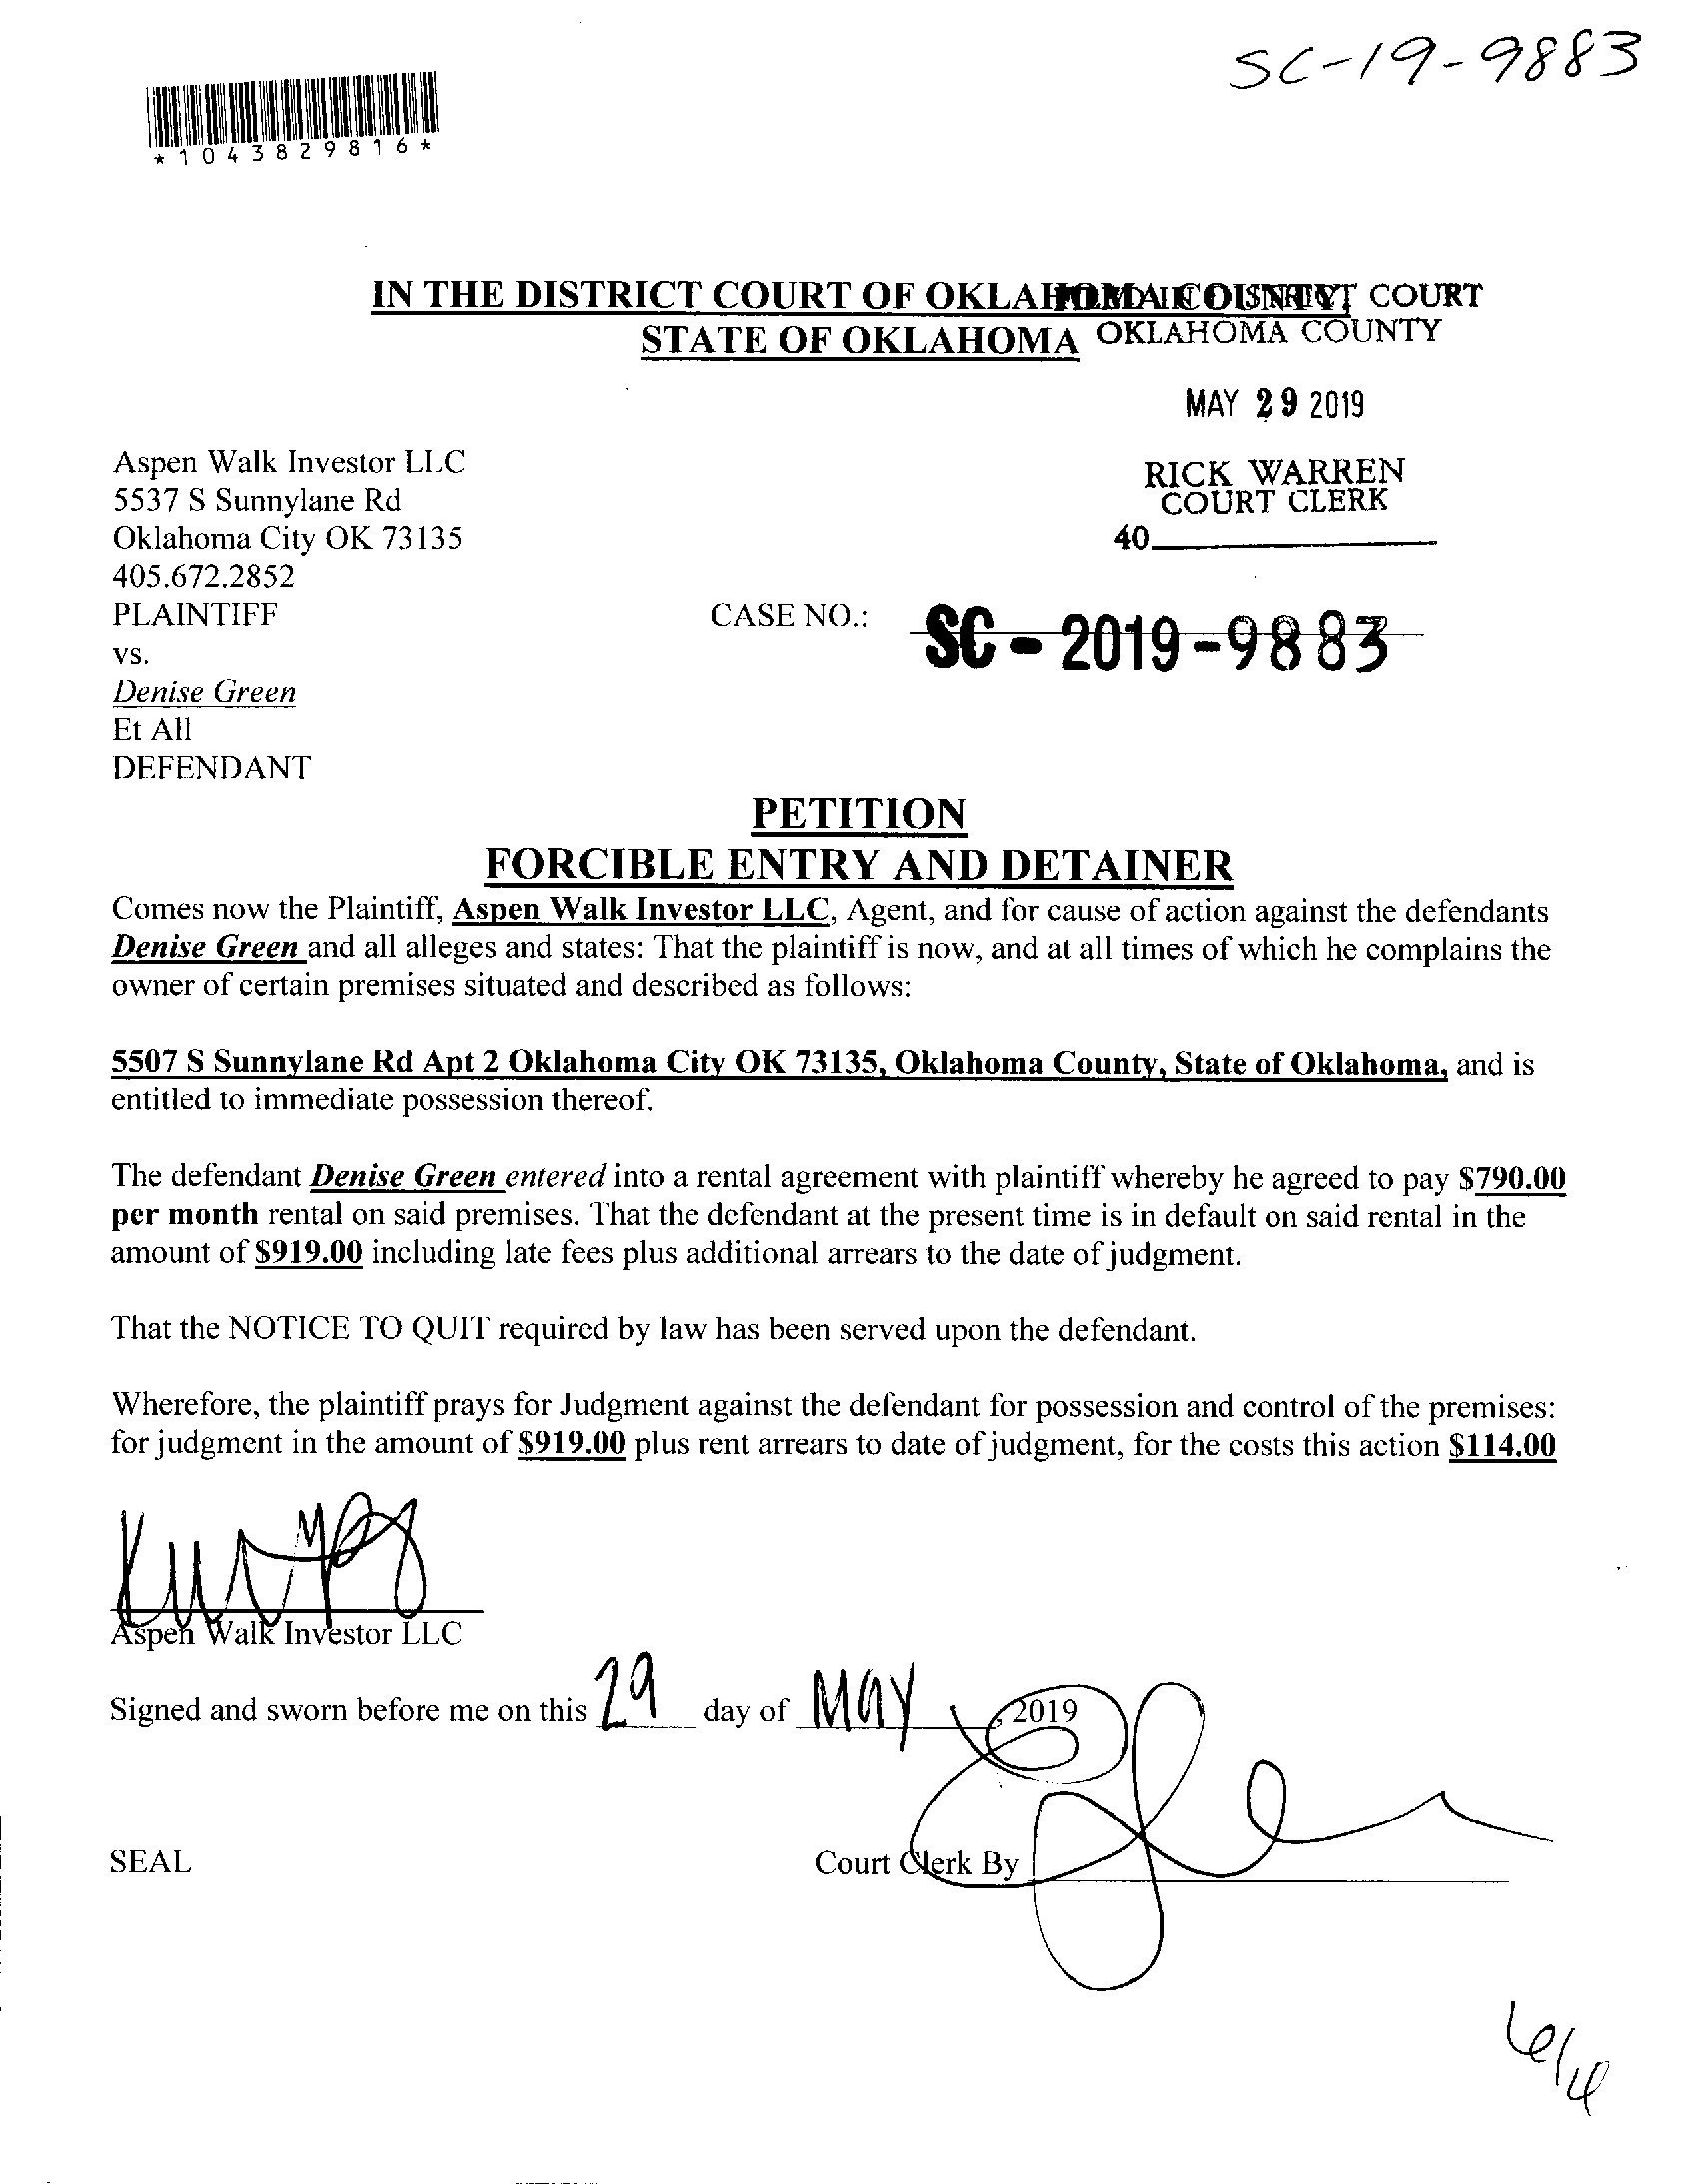 SC-19-9883
*1043829816*
IN THE DISTRICT COURT OF OKLAHOMA COUNTY
FILED IN DISTRICT COURT
STATE OF OKLAHOMA
OKLAHOMA COUNTY
MAY 29 2019
Aspen Walk Investor LLC
5537 S Sunnylane Rd
Oklahoma City OK 73135
405.672.2852
PLAINTIFF
vs.
Denise Green
Et All
DEFENDANT
RICK WARREN
COURT CLERK
40
CASE NO.: SC - 2019 - 9883
PETITION
FORCIBLE ENTRY AND DETAINER
Comes now the Plaintiff, Aspen Walk Investor LLC, Agent, and for cause of action against the defendants
Denise Green and all alleges and states: That the plaintiff is now, and at all times of which he complains the
owner of certain premises situated and described as follows:
5507 S Sunnylane Rd Apt 2 Oklahoma City OK 73135, Oklahoma County, State of Oklahoma, and is
entitled to immediate possession thereof.
The defendant Denise Green entered into a rental agreement with plaintiff whereby he agreed to pay $790.00
per month rental on said premises. That the defendant at the present time is in default on said rental in the
amount of $919.00 including late fees plus additional arrears to the date of judgment.
That the NOTICE TO QUIT required by law has been served upon the defendant.
Wherefore, the plaintiff prays for Judgment against the defendant for possession and control of the premises:
for judgment in the amount of $919.00 plus rent arrears to date of judgment, for the costs this action $114.00
Aspen Walk Investor LLC
Signed and sworn before me on this 29 day of May, 2019
SEAL
Court Clerk By
6/4